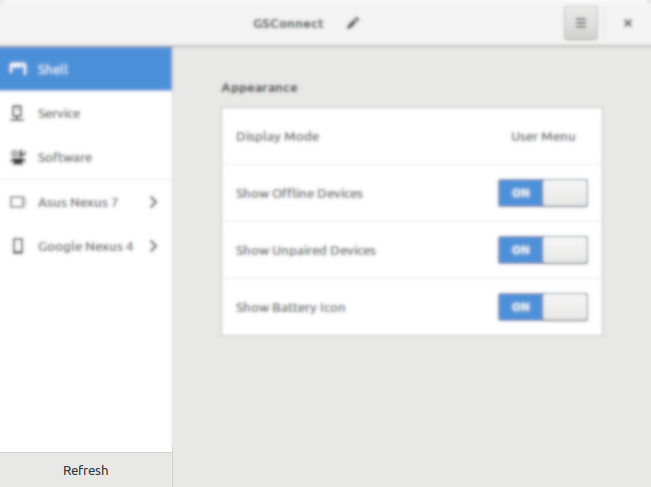 GSConnect
Shell
Service
Software
Asus Nexus 7
Google Nexus 4
Refresh
Appearance
Display Mode User Menu
Show Offline Devices ON
Show Unpaired Devices ON
Show Battery Icon ON